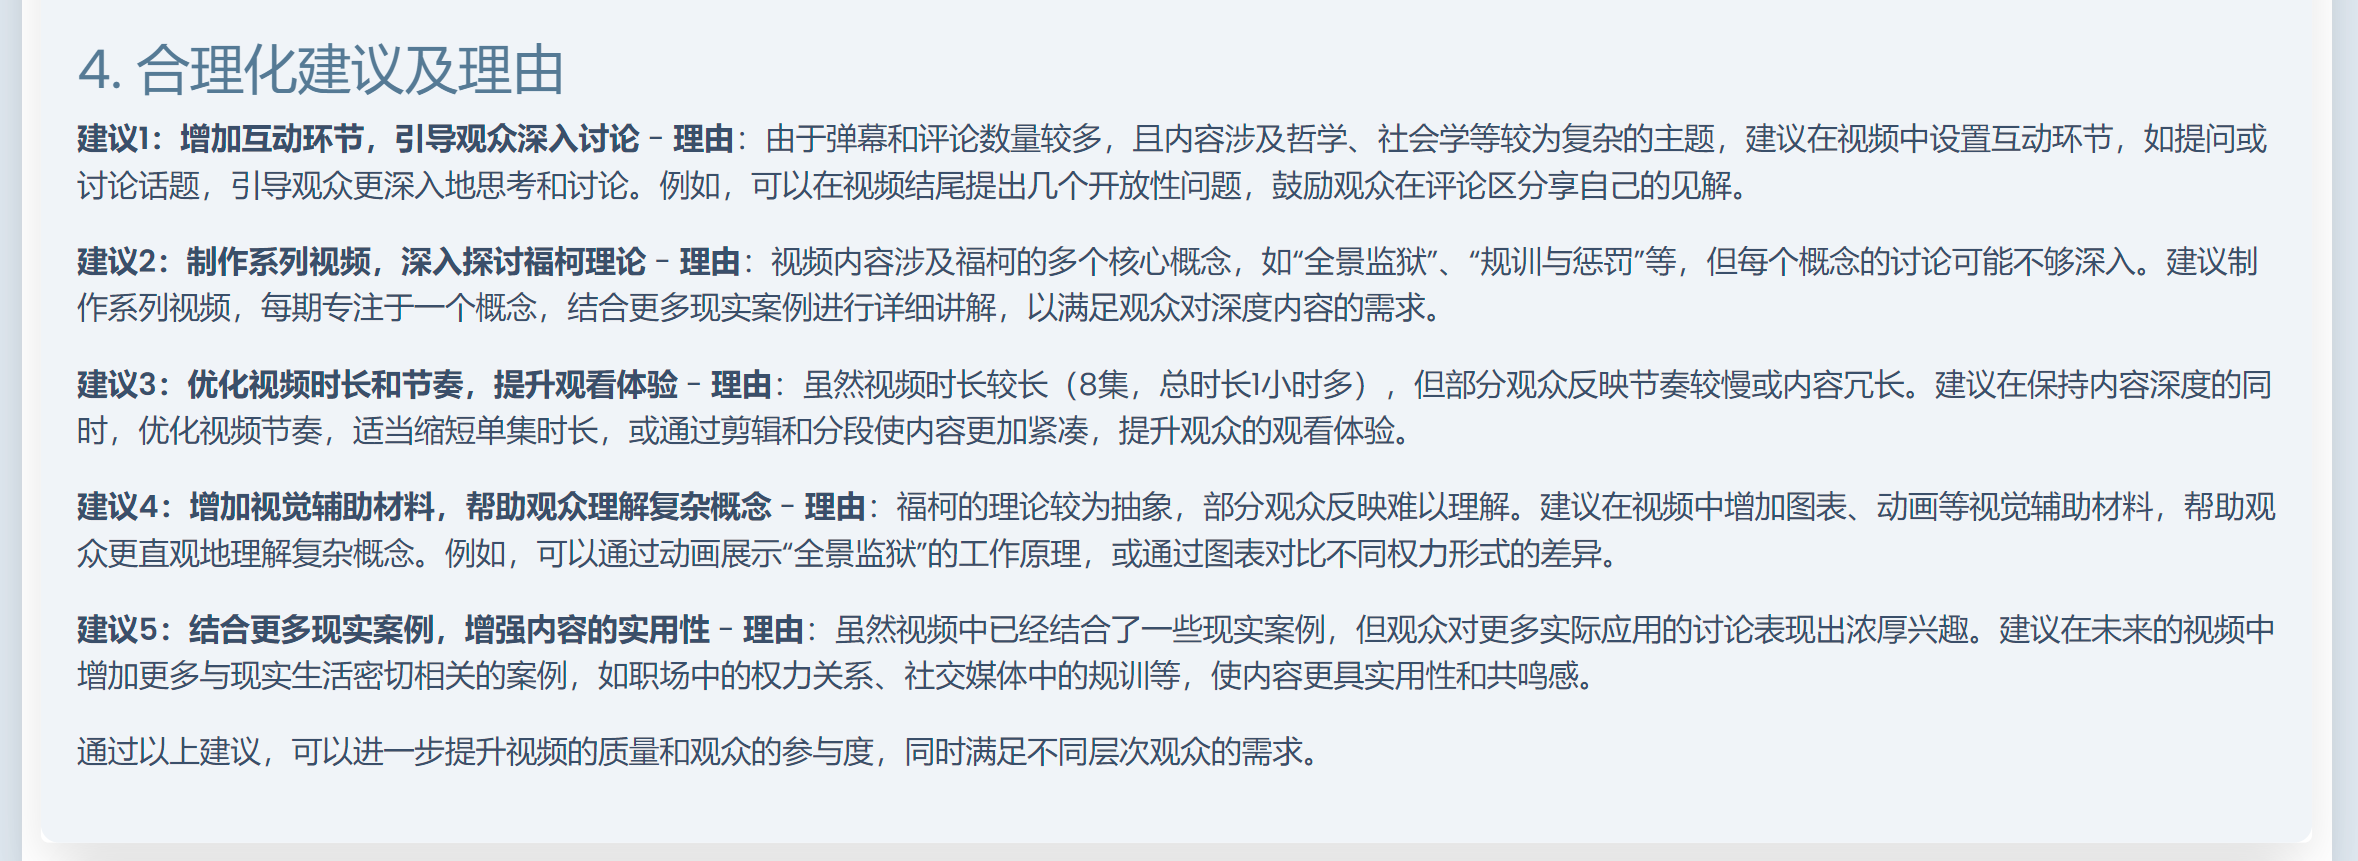 4. 合理化建议及理由
建议1：增加互动环节，引导观众深入讨论 - 理由：由于弹幕和评论数量较多，且内容涉及哲学、社会学等较为复杂的主题，建议在视频中设置互动环节，如提问或
讨论话题，引导观众更深入地思考和讨论。例如，可以在视频结尾提出几个开放性问题，鼓励观众在评论区分享自己的见解。
建议2：制作系列视频，深入探讨福柯理论 - 理由：视频内容涉及福柯的多个核心概念，如“全景监狱”、“规训与惩罚”等，但每个概念的讨论可能不够深入。建议制
作系列视频，每期专注于一个概念，结合更多现实案例进行详细讲解，以满足观众对深度内容的需求。
建议3：优化视频时长和节奏，提升观看体验 - 理由：虽然视频时长较长（8集，总时长1小时多），但部分观众反映节奏较慢或内容冗长。建议在保持内容深度的同
时，优化视频节奏，适当缩短单集时长，或通过剪辑和分段使内容更加紧凑，提升观众的观看体验。
建议4：增加视觉辅助材料，帮助观众理解复杂概念 - 理由：福柯的理论较为抽象，部分观众反映难以理解。建议在视频中增加图表、动画等视觉辅助材料，帮助观
众更直观地理解复杂概念。例如，可以通过动画展示“全景监狱”的工作原理，或通过图表对比不同权力形式的差异。
建议5：结合更多现实案例，增强内容的实用性 - 理由：虽然视频中已经结合了一些现实案例，但观众对更多实际应用的讨论表现出浓厚兴趣。建议在未来的视频中
增加更多与现实生活密切相关的案例，如职场中的权力关系、社交媒体中的规训等，使内容更具实用性和共鸣感。
通过以上建议，可以进一步提升视频的质量和观众的参与度，同时满足不同层次观众的需求。